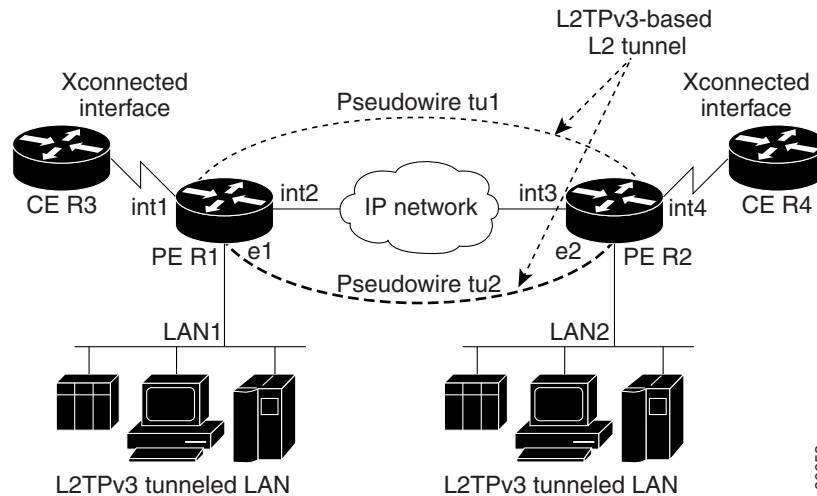 L2TPv3-based
L2 tunnel
Xconnected
interface
Xconnected
interface
Pseudowire tu1
CE R3
int1
int2
IP network
int3
int4
CE R4
PE R1
e1
e2
PE R2
Pseudowire tu2
LAN1
LAN2
L2TPv3 tunneled LAN
L2TPv3 tunneled LAN